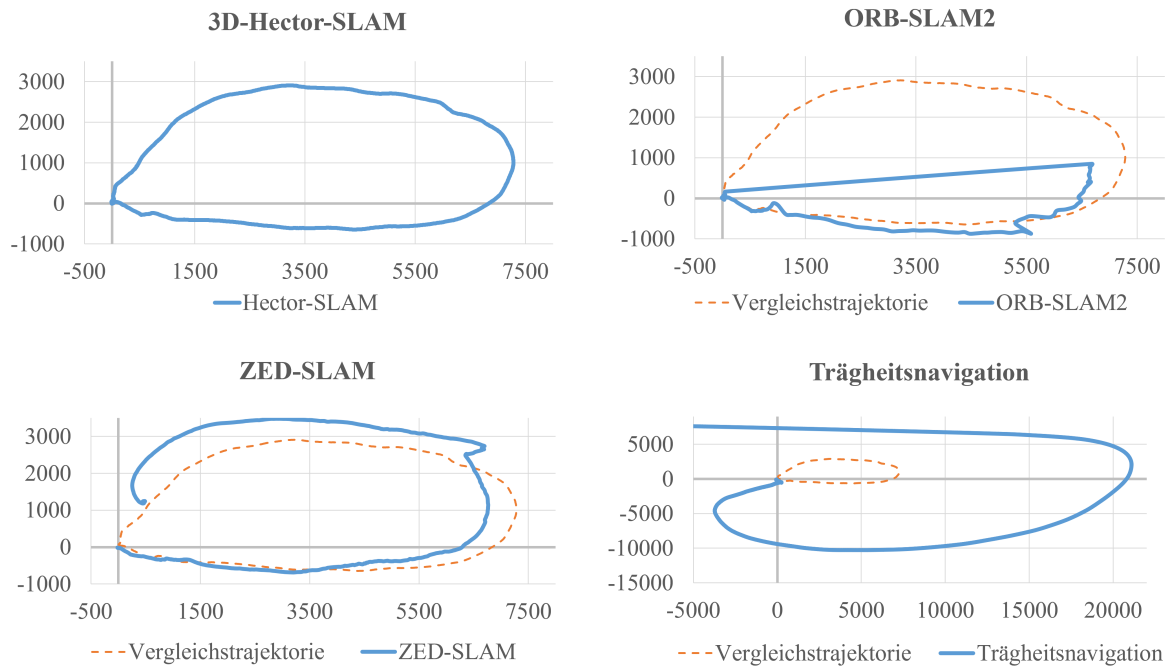 3D-Hector-SLAM
3000
2000
1000
0
-1000
-500 1500 3500 5500 7500
Hector-SLAM
ORB-SLAM2
3000
2000
1000
0
-1000
-500 1500 3500 5500 7500
Vergleichstrajektorie ORB-SLAM2
ZED-SLAM
3000
2000
1000
0
-1000
-500 1500 3500 5500 7500
Vergleichstrajektorie ZED-SLAM
Trägheitsnavigation
5000
0
-5000
-10000
-15000
-5000 0 5000 10000 15000 20000
Vergleichstrajektorie Trägheitsnavigation